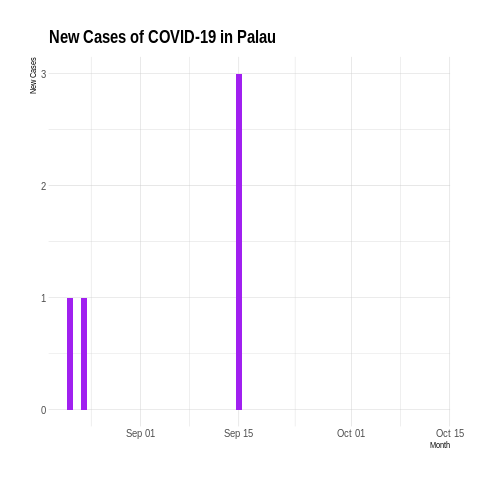 New Cases of COVID-19 in Palau
New Cases
3
2
1
0
Sep 01 Sep 15 Oct 01 Oct 15
Month